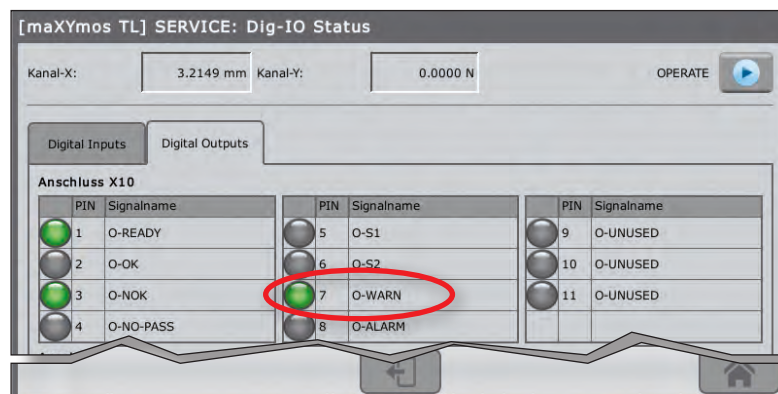 [maXYmos TL] SERVICE: Dig-IO Status
Kanal-X: 3.2149 mm Kanal-Y: 0.0000 N OPERATE
Digital Inputs Digital Outputs
Anschluss X10
PIN Signalname PIN Signalname PIN Signalname
1 O-READY 5 O-S1 9 O-UNUSED
2 O-OK 6 O-S2 10 O-UNUSED
3 O-NOK 7 O-WARN 11 O-UNUSED
4 O-NO-PASS 8 O-ALARM